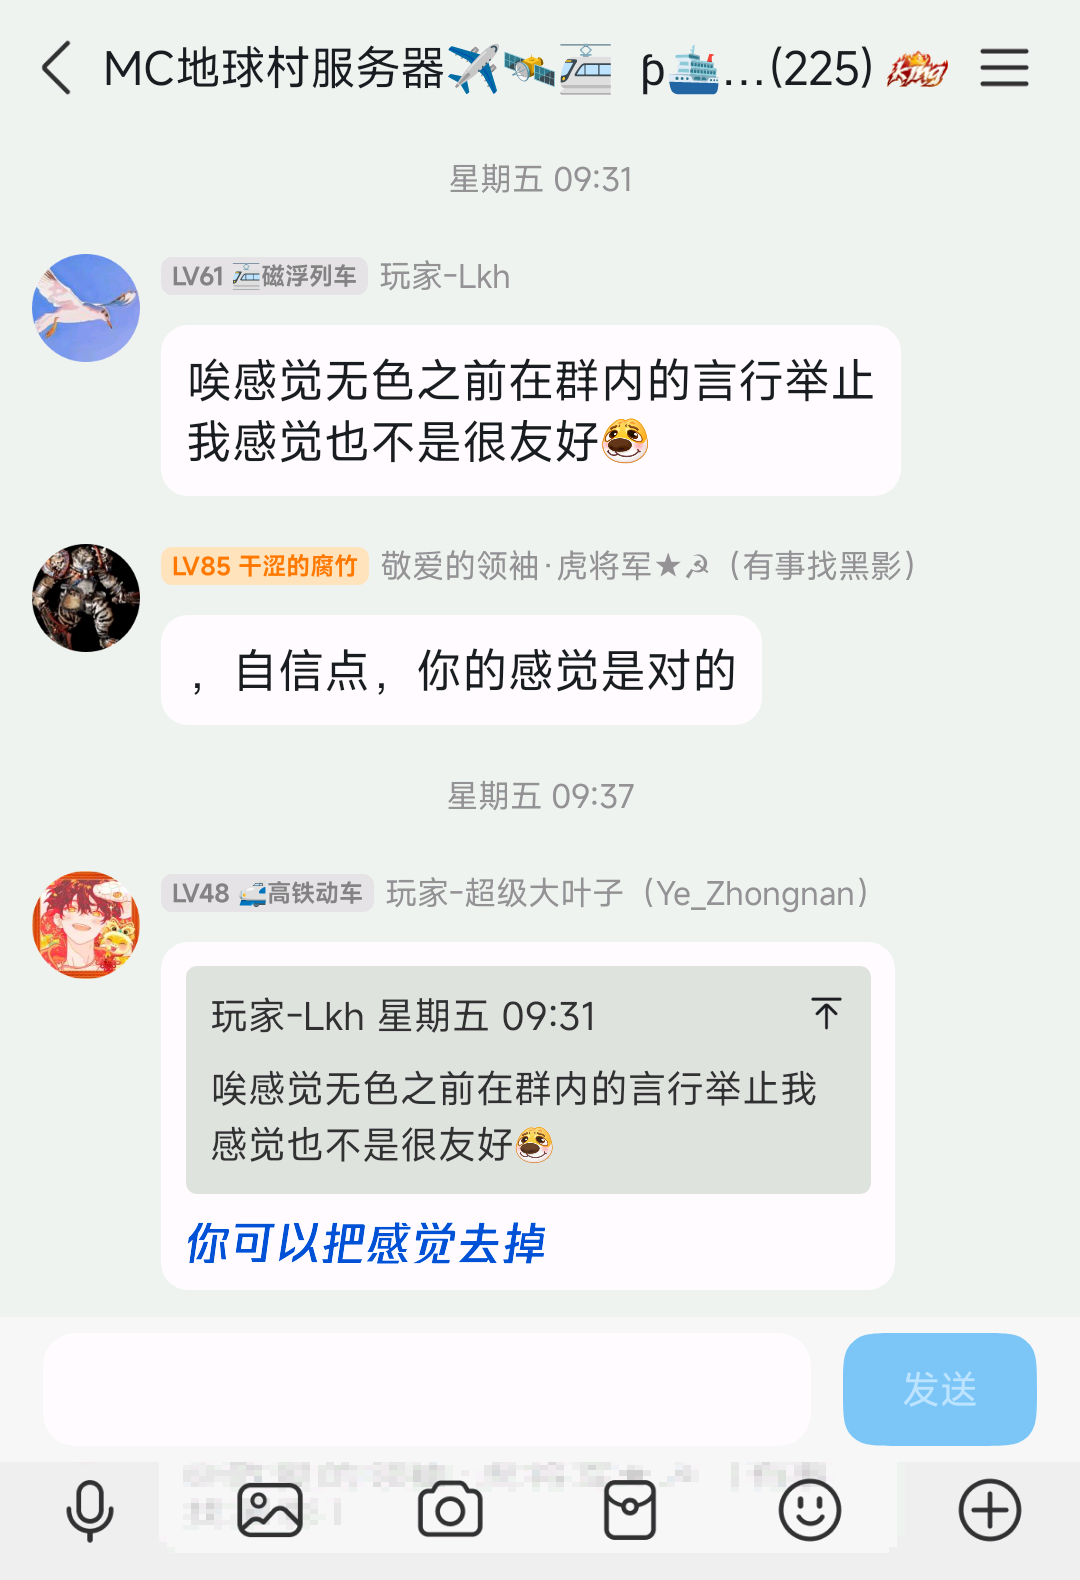 MC地球村服务器✈️🛰️🚈 ք🛳️...(225)
星期五 09:31
LV61 🚈磁浮列车 玩家-Lkh
唉感觉无色之前在群内的言行举止
我感觉也不是很友好
LV85 干涩的腐竹 敬爱的领袖·虎将军★☭（有事找黑影）
，自信点，你的感觉是对的
星期五 09:37
LV48 🚅高铁动车 玩家-超级大叶子（Ye_Zhongnan）
玩家-Lkh 星期五 09:31
唉感觉无色之前在群内的言行举止我
感觉也不是很友好
你可以把感觉去掉
发送